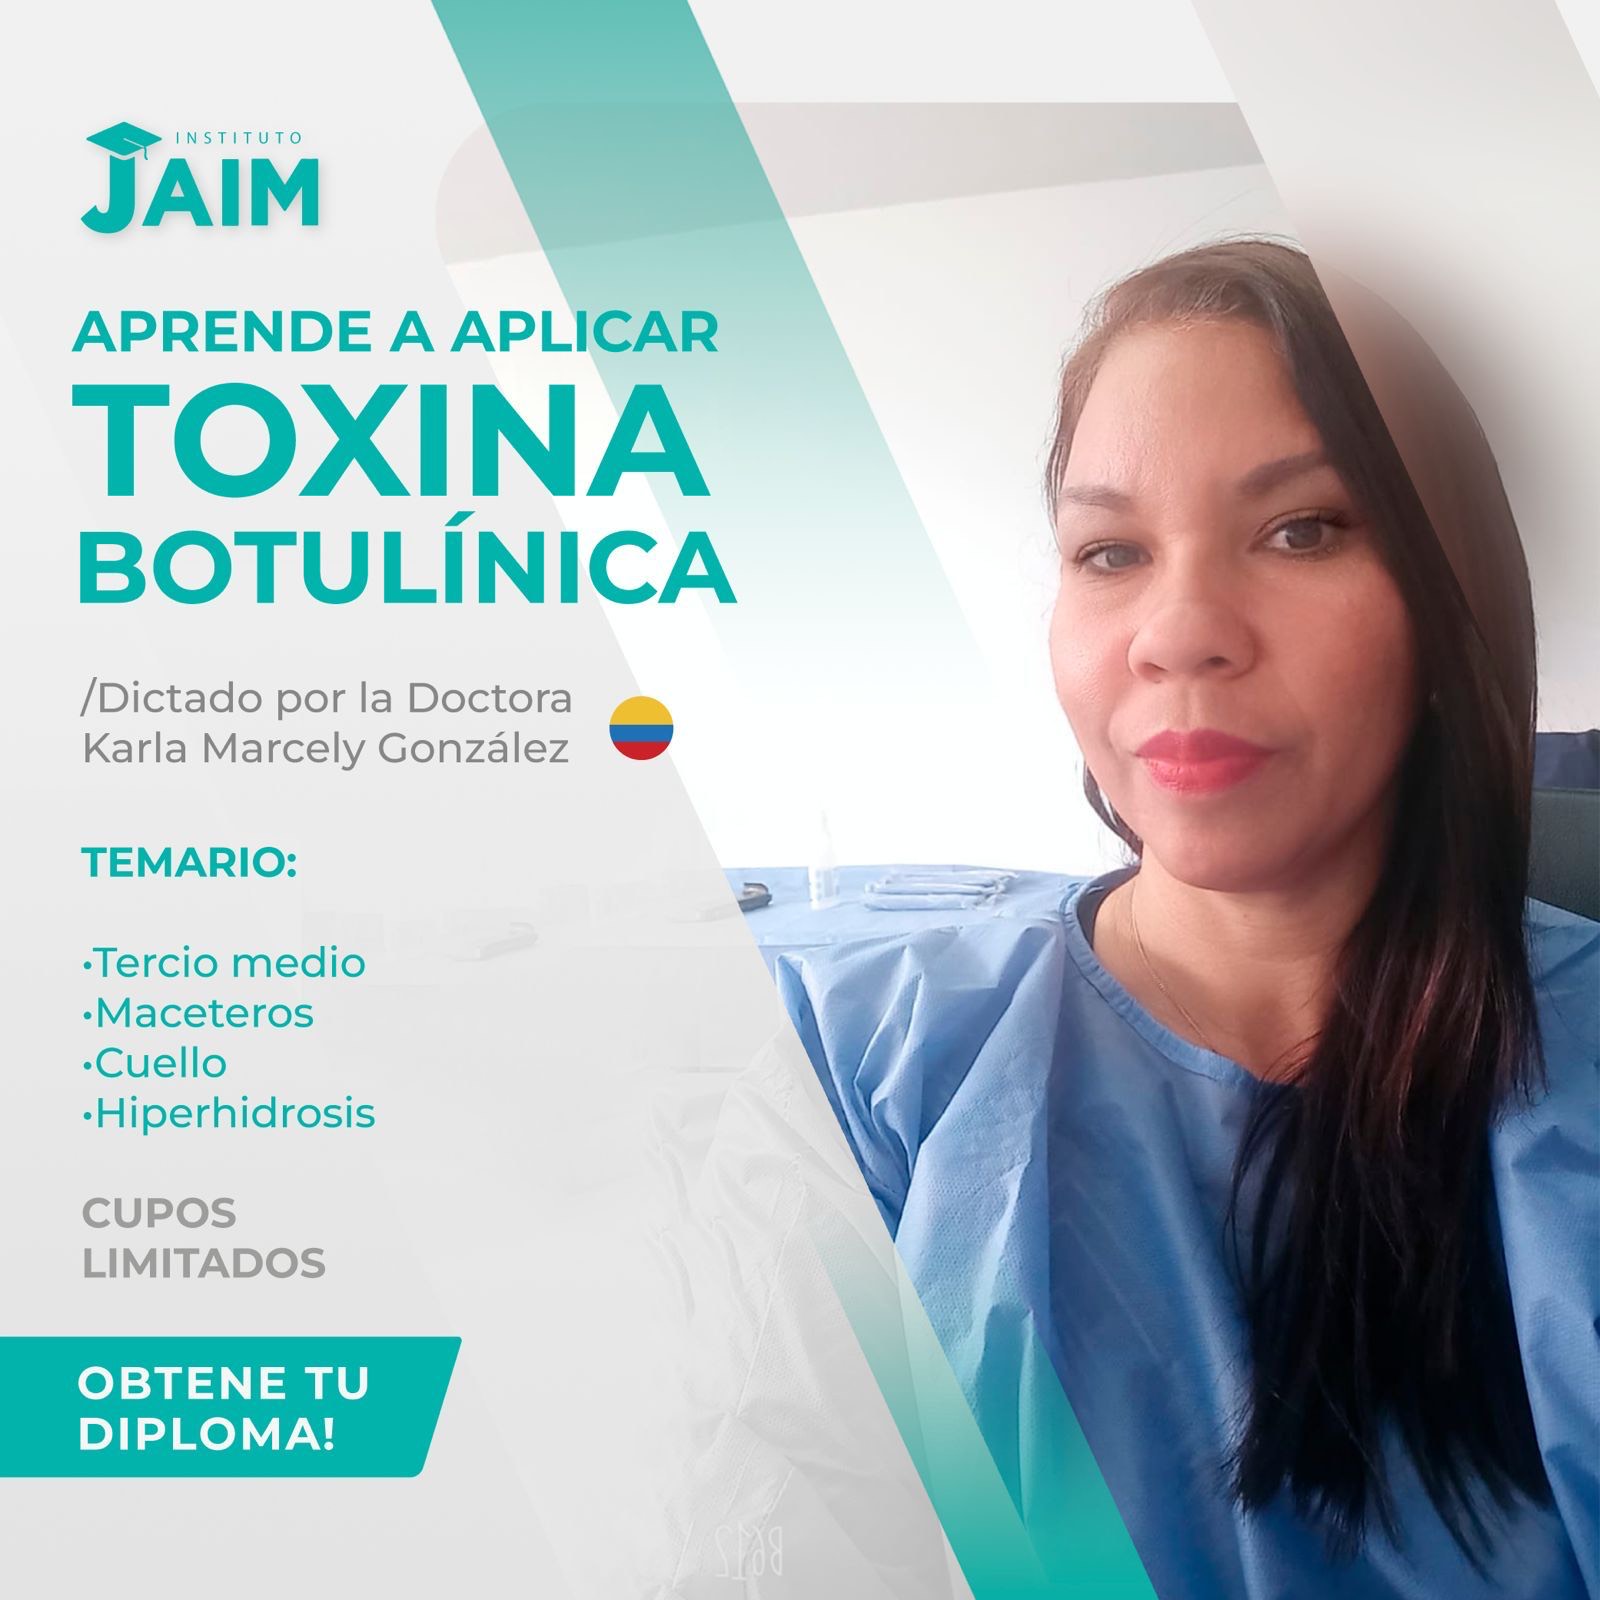 INSTITUTO
JAIM
APRENDE A APLICAR
TOXINA
BOTULÍNICA
/Dictado por la Doctora
Karla Marcely González
TEMARIO:
•Tercio medio
•Maceteros
•Cuello
•Hiperhidrosis
CUPOS
LIMITADOS
OBTENE TU
DIPLOMA!